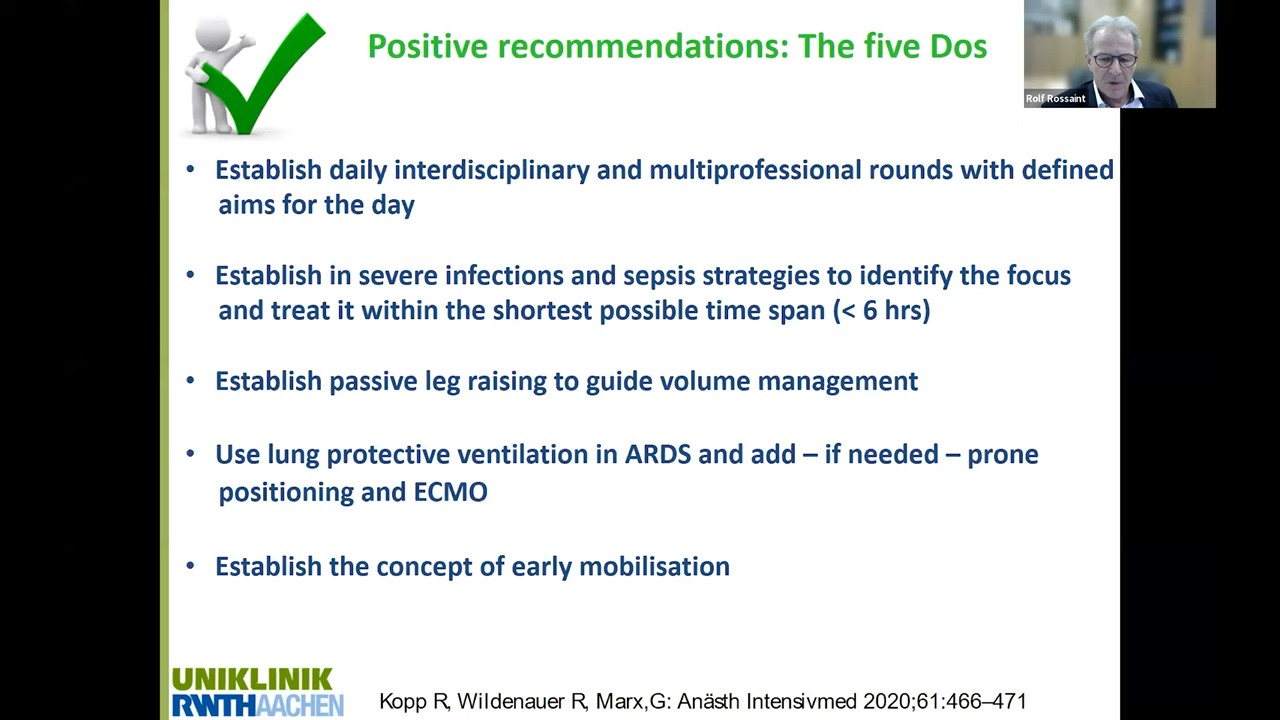 Positive recommendations: The five Dos
Rolf Rossaint
• Establish daily interdisciplinary and multiprofessional rounds with defined
aims for the day
• Establish in severe infections and sepsis strategies to identify the focus
and treat it within the shortest possible time span (< 6 hrs)
• Establish passive leg raising to guide volume management
• Use lung protective ventilation in ARDS and add – if needed – prone
positioning and ECMO
• Establish the concept of early mobilisation
UNIKLINIK
RWTHAACHEN
Kopp R, Wildenauer R, Marx,G: Anästh Intensivmed 2020;61:466–471